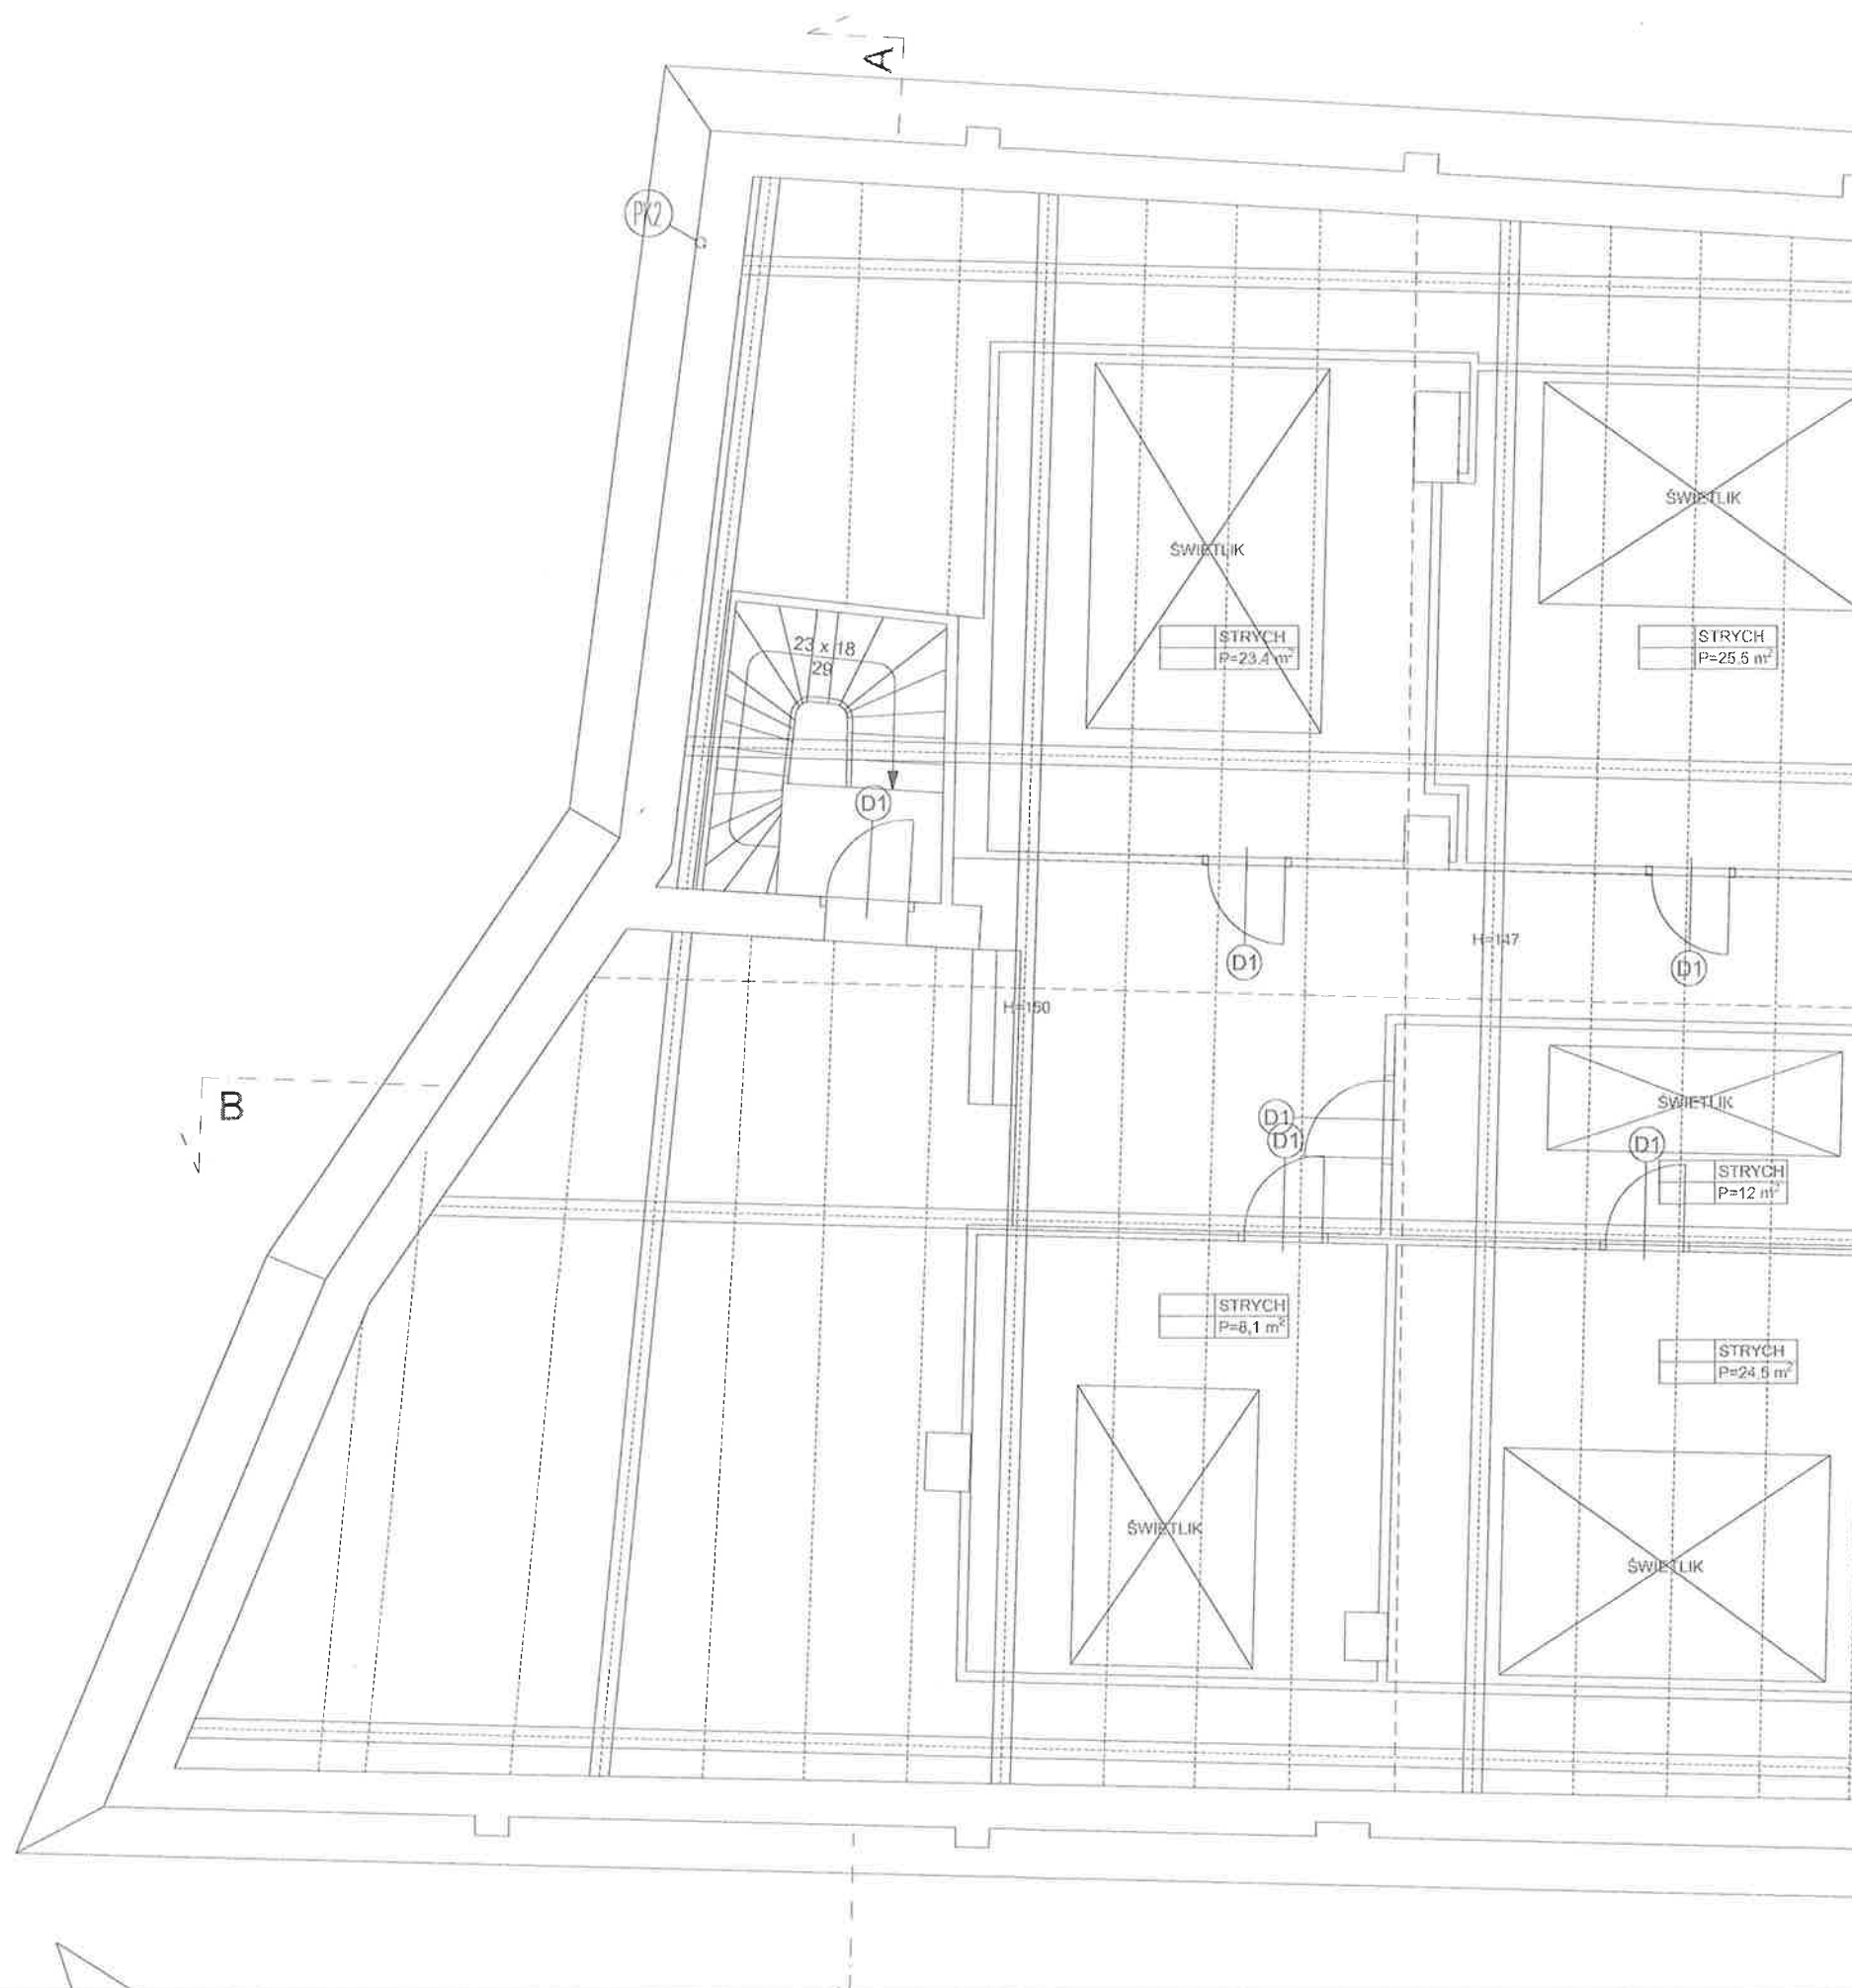 A
PK2
ŚWIETLIK
ŚWIETLIK
23 x 18
29
STRYCH
P=23,4 m²
STRYCH
P=25,5 m²
D1
D1
H=147
D1
H=150
B
D1
D1
ŚWIETLIK
D1
STRYCH
P=12 m²
STRYCH
P=8,1 m²
STRYCH
P=24,5 m²
ŚWIETLIK
ŚWIETLIK